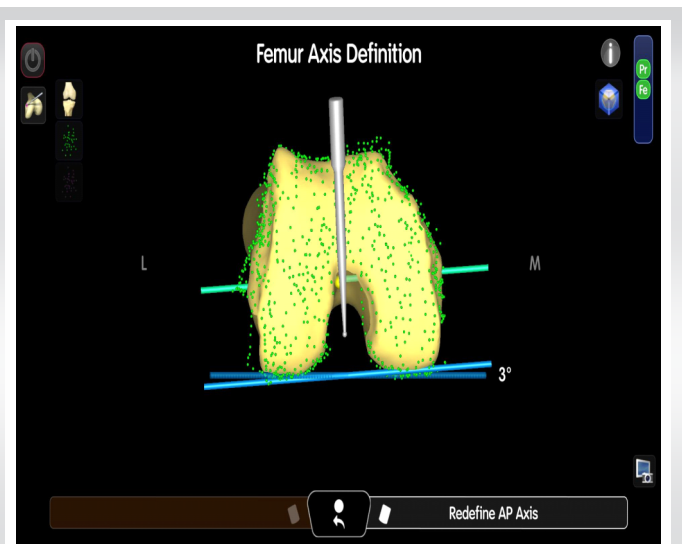 Femur Axis Definition
i
Pr
Fe
L
M
3°
Redefine AP Axis